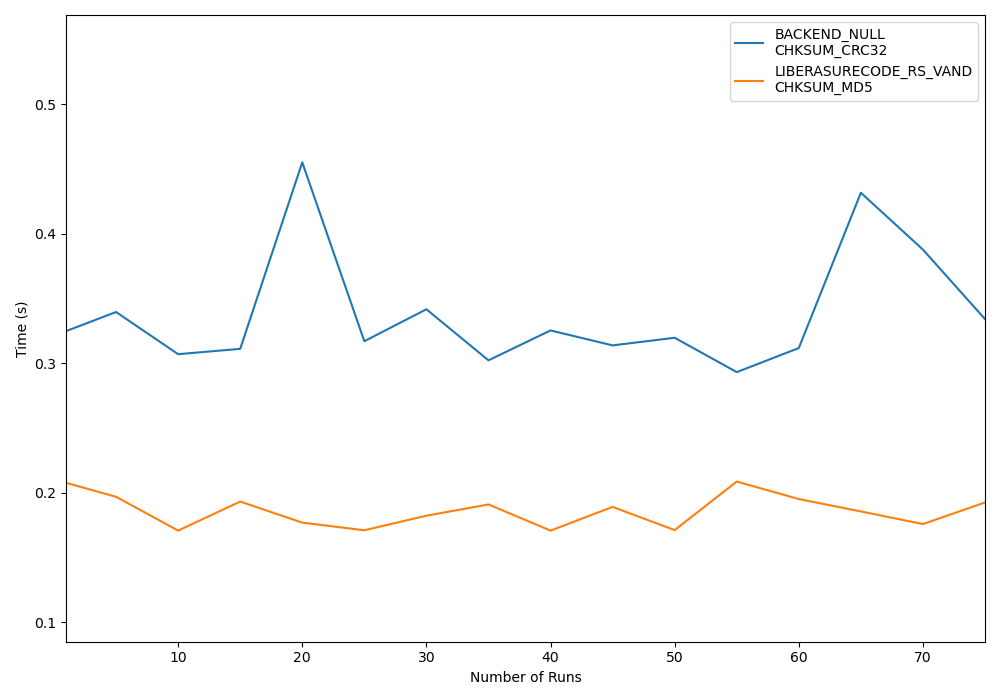 BACKEND_NULL
CHKSUM_CRC32
LIBERASURECODE_RS_VAND
CHKSUM_MD5
0.5
0.4
0.3
0.2
0.1
Time (s)
10 20 30 40 50 60 70
Number of Runs